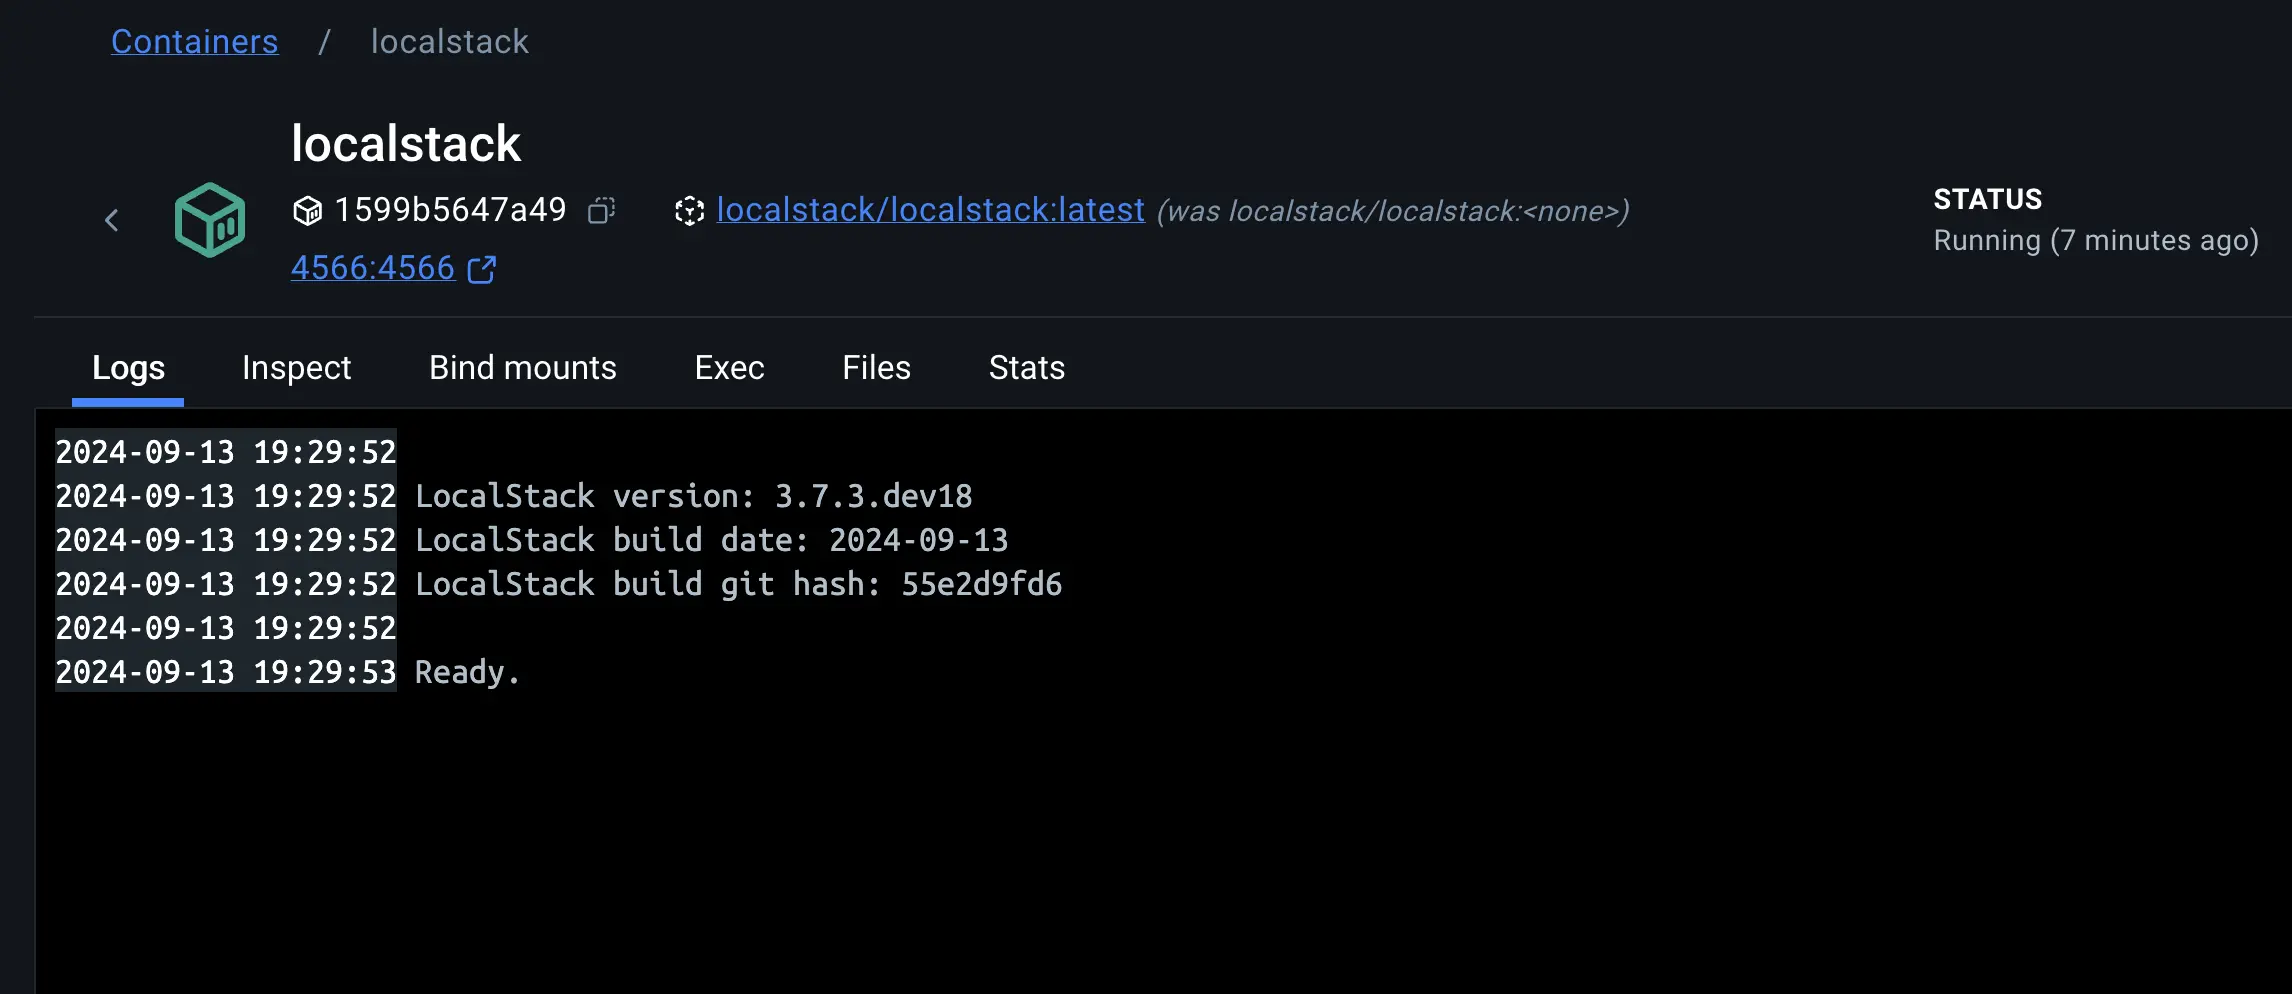 Containers / localstack
localstack
1599b5647a49 localstack/localstack:latest (was localstack/localstack:<none>)
4566:4566
STATUS
Running (7 minutes ago)
Logs Inspect Bind mounts Exec Files Stats
2024-09-13 19:29:52
2024-09-13 19:29:52 LocalStack version: 3.7.3.dev18
2024-09-13 19:29:52 LocalStack build date: 2024-09-13
2024-09-13 19:29:52 LocalStack build git hash: 55e2d9fd6
2024-09-13 19:29:52
2024-09-13 19:29:53 Ready.